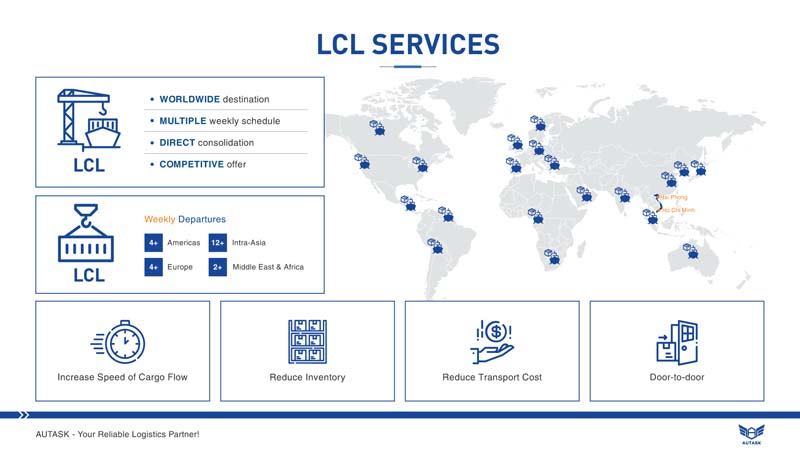 LCL SERVICES
WORLDWIDE destination
MULTIPLE weekly schedule
DIRECT consolidation
COMPETITIVE offer
LCL
Weekly Departures
4+ Americas
12+ Intra-Asia
4+ Europe
2+ Middle East & Africa
LCL
Hai Phong
Ho Chi Minh
Increase Speed of Cargo Flow
Reduce Inventory
Reduce Transport Cost
Door-to-door
AUTASK - Your Reliable Logistics Partner!
AUTASK